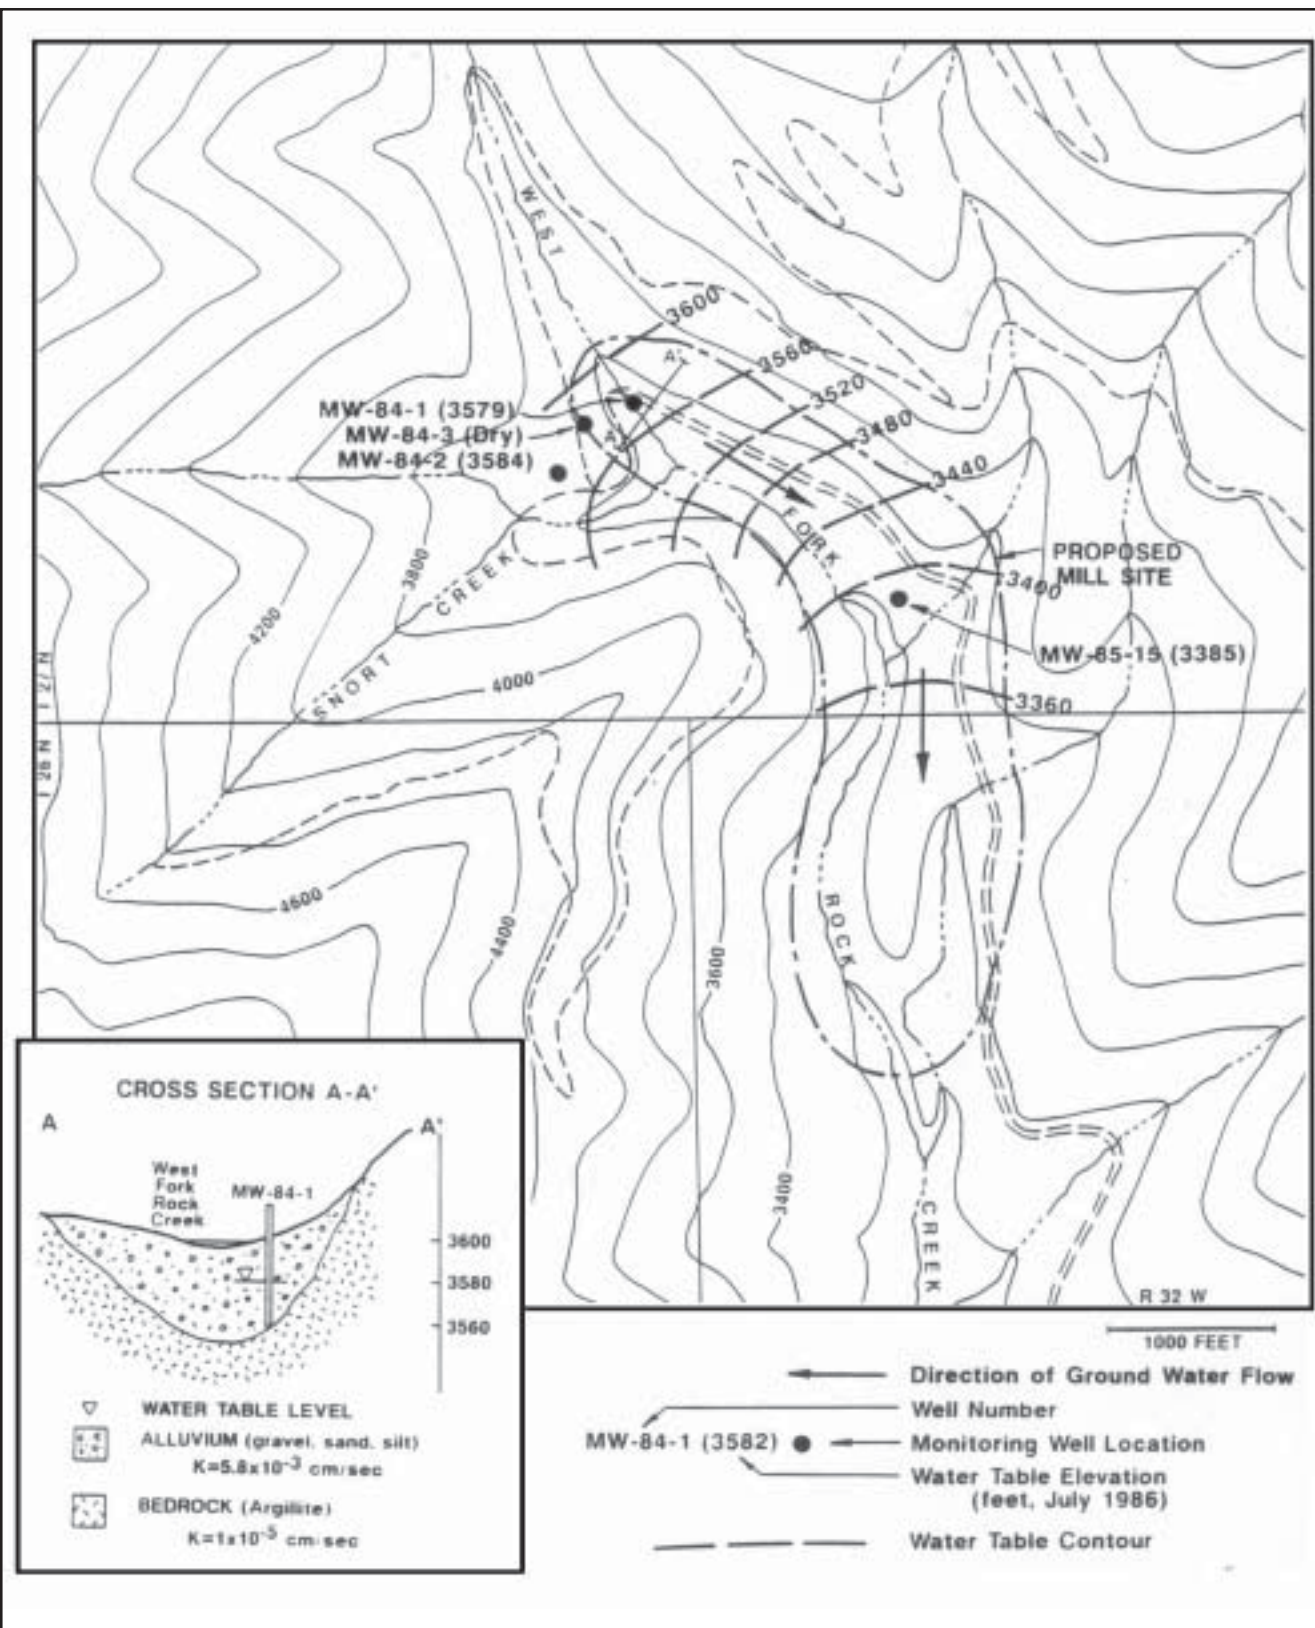 WEST
3600
A'
3560
3520
MW-84-1 (3579)
MW-84-3 (Dry)
3480
A
MW-84-2 (3584)
3440
FORK
PROPOSED
MILL SITE
3800
3400
CREEK
4200
MW-85-15 (3385)
T 27 N
4000
SNORT
3360
T 26 N
4600
ROCK
4400
3600
3400
CREEK
R 32 W
CROSS SECTION A-A'
A
A'
West
Fork
Rock
Creek
MW-84-1
3600
3580
3560
WATER TABLE LEVEL
ALLUVIUM (gravel, sand, silt)
K=5.8x10-3 cm/sec
BEDROCK (Argillite)
K=1x10-5 cm/sec
1000 FEET
Direction of Ground Water Flow
Well Number
MW-84-1 (3582)
Monitoring Well Location
Water Table Elevation
(feet, July 1986)
Water Table Contour